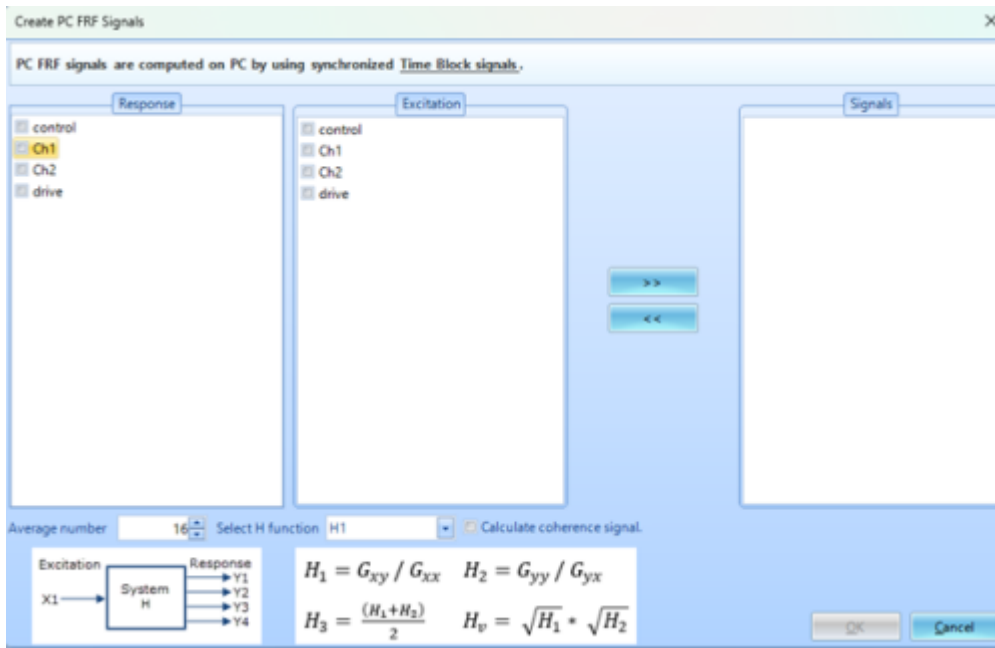 Create PC FRF Signals
PC FRF signals are computed on PC by using synchronized Time Block signals.
Response
Excitation
Signals
control
Ch1
Ch2
drive
control
Ch1
Ch2
drive
>>
<<
Average number 16 Select H function H1 Calculate coherence signal.
Excitation
Response
X1
System
H
Y1
Y2
Y3
Y4
H₁ = Gₓᵧ / Gₓₓ H₂ = Gᵧᵧ / Gᵧₓ
H₃ = (H₁+H₂) / 2 Hᵥ = √H₁ * √H₂
OK
Cancel